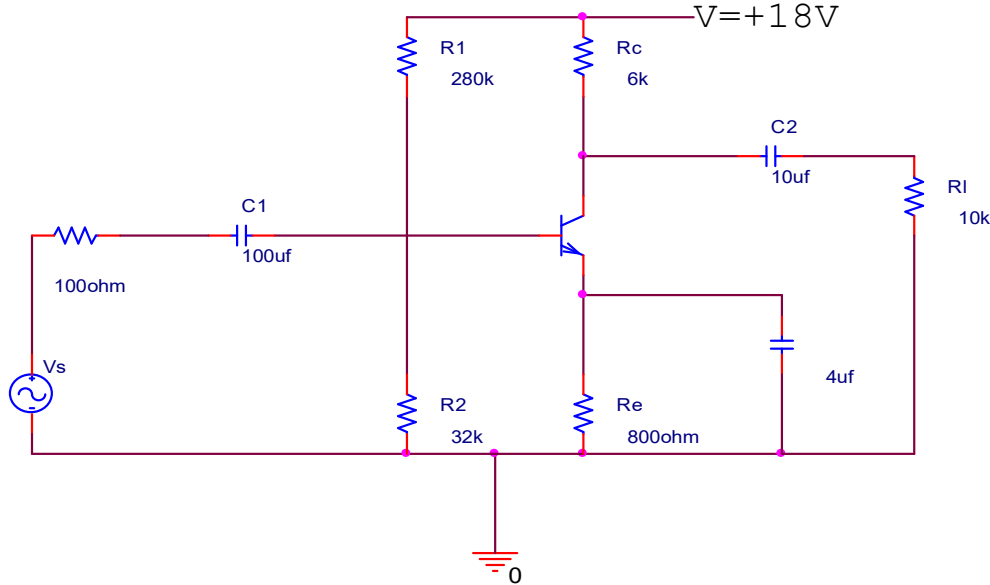 V=+18V
R1
280k
Rc
6k
C2
10uf
Rl
10k
C1
100uf
100ohm
Vs
4uf
R2
32k
Re
800ohm
0